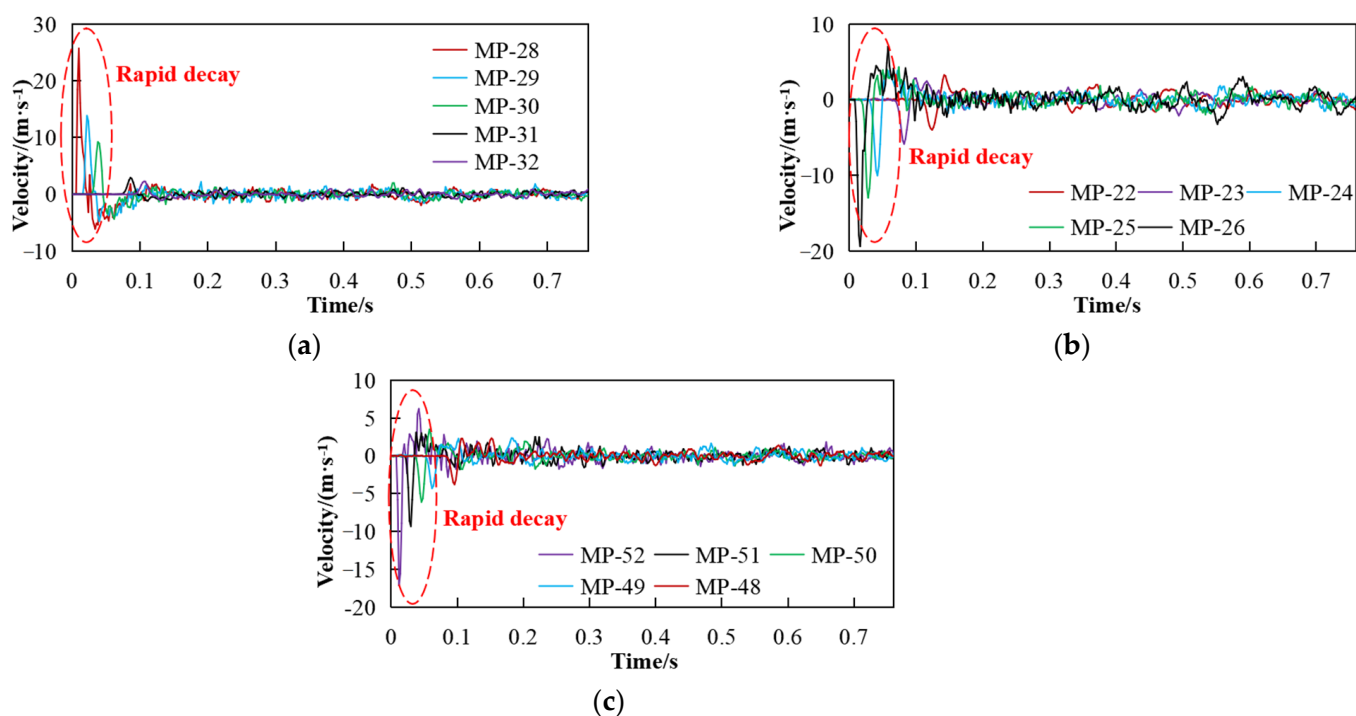 30
20
10
0
−10
Velocity/(m·s⁻¹)
0 0.1 0.2 0.3 0.4 0.5 0.6 0.7
Time/s
Rapid decay
MP-28
MP-29
MP-30
MP-31
MP-32
(a)
10
0
−10
−20
Velocity/(m·s⁻¹)
0 0.1 0.2 0.3 0.4 0.5 0.6 0.7
Time/s
Rapid decay
MP-22 MP-23 MP-24
MP-25 MP-26
(b)
10
5
0
−5
−10
−15
-20
Velocity/(m·s⁻¹)
0 0.1 0.2 0.3 0.4 0.5 0.6 0.7
Time/s
Rapid decay
MP-52 MP-51 MP-50
MP-49 MP-48
(c)